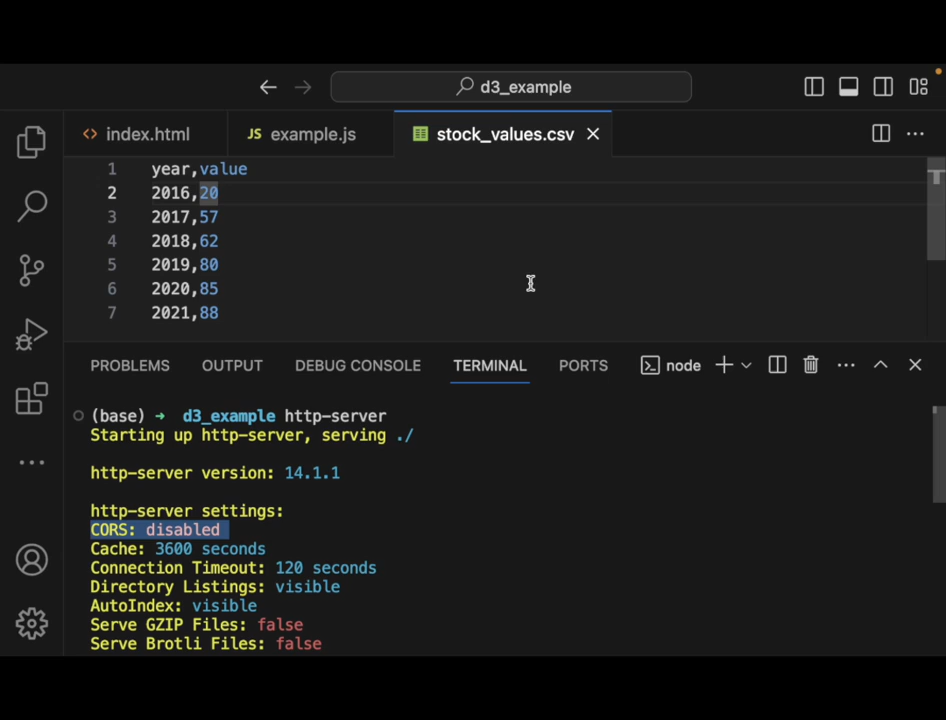 d3_example
<> index.html
JS example.js
stock_values.csv
1 year,value
2 2016,20
3 2017,57
4 2018,62
5 2019,80
6 2020,85
7 2021,88
PROBLEMS OUTPUT DEBUG CONSOLE TERMINAL PORTS node
(base) → d3_example http-server
Starting up http-server, serving ./
http-server version: 14.1.1
http-server settings:
CORS: disabled
Cache: 3600 seconds
Connection Timeout: 120 seconds
Directory Listings: visible
AutoIndex: visible
Serve GZIP Files: false
Serve Brotli Files: false